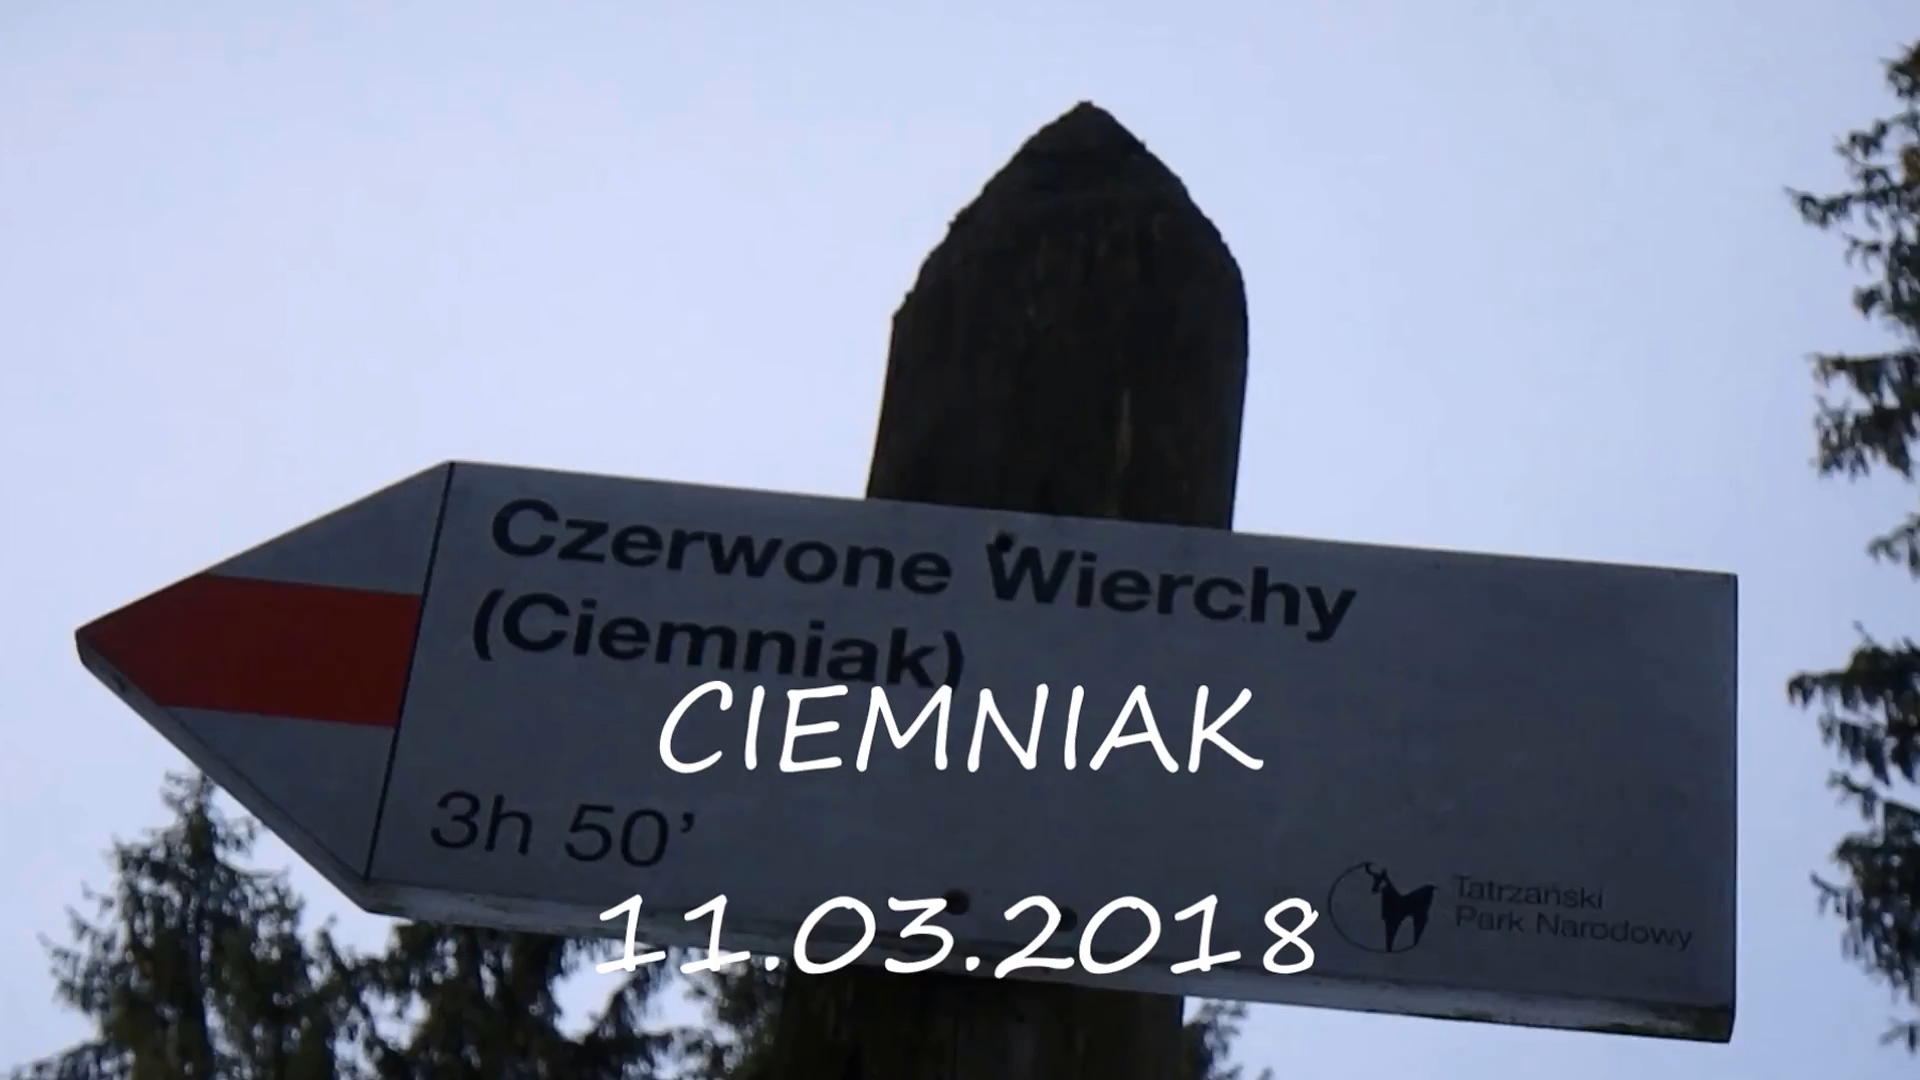 Czerwone Wierchy
(Ciemniak)
CIEMNIAK
3h 50’
Tatrzański
Park Narodowy
11.03.2018